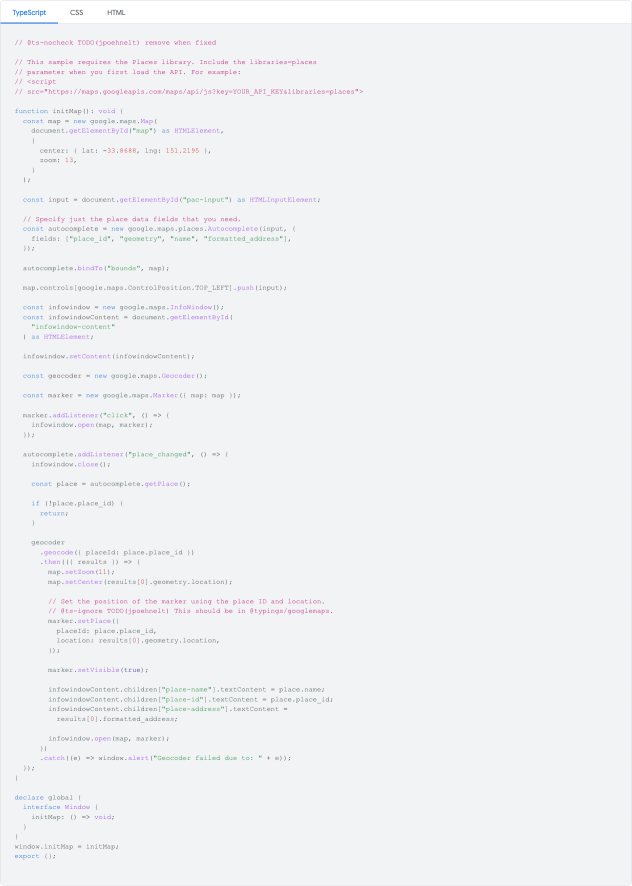 TypeScript CSS HTML
// @ts-nocheck TODO(jpoehnelt) remove when fixed
// This sample requires the Places library. Include the libraries=places
// parameter when you first load the API. For example:
// <script
// src="https://maps.googleapis.com/maps/api/js?key=YOUR_API_KEY&libraries=places">
function initMap(): void {
  const map = new google.maps.Map(
    document.getElementById("map") as HTMLElement,
    {
      center: { lat: -33.8688, lng: 151.2195 },
      zoom: 13,
    }
  );
  const input = document.getElementById("pac-input") as HTMLInputElement;
  // Specify just the place data fields that you need.
  const autocomplete = new google.maps.places.Autocomplete(input, {
    fields: ["place_id", "geometry", "name", "formatted_address"],
  });
  autocomplete.bindTo("bounds", map);
  map.controls[google.maps.ControlPosition.TOP_LEFT].push(input);
  const infowindow = new google.maps.InfoWindow();
  const infowindowContent = document.getElementById(
    "infowindow-content"
  ) as HTMLElement;
  infowindow.setContent(infowindowContent);
  const geocoder = new google.maps.Geocoder();
  const marker = new google.maps.Marker({ map: map });
  marker.addListener("click", () => {
    infowindow.open(map, marker);
  });
  autocomplete.addListener("place_changed", () => {
    infowindow.close();
    const place = autocomplete.getPlace();
    if (!place.place_id) {
      return;
    }
    geocoder
      .geocode({ placeId: place.place_id })
      .then(({ results }) => {
        map.setZoom(11);
        map.setCenter(results[0].geometry.location);
        // Set the position of the marker using the place ID and location.
        // @ts-ignore TODO(jpoehnelt) This should be in @typings/googlemaps.
        marker.setPlace({
          placeId: place.place_id,
          location: results[0].geometry.location,
        });
        marker.setVisible(true);
        infowindowContent.children["place-name"].textContent = place.name;
        infowindowContent.children["place-id"].textContent = place.place_id;
        infowindowContent.children["place-address"].textContent =
          results[0].formatted_address;
        infowindow.open(map, marker);
      })
      .catch((e) => window.alert("Geocoder failed due to: " + e));
  });
}
declare global {
  interface Window {
    initMap: () => void;
  }
}
window.initMap = initMap;
export {};